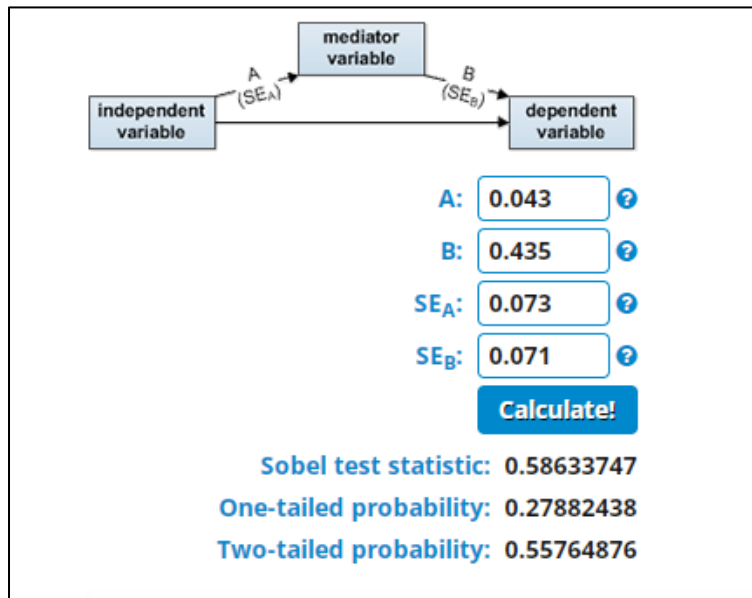 mediator
variable
A
(SEA)
B
(SEB)
independent
variable
dependent
variable
A: 0.043 ?
B: 0.435 ?
SEA: 0.073 ?
SEB: 0.071 ?
Calculate!
Sobel test statistic: 0.58633747
One-tailed probability: 0.27882438
Two-tailed probability: 0.55764876